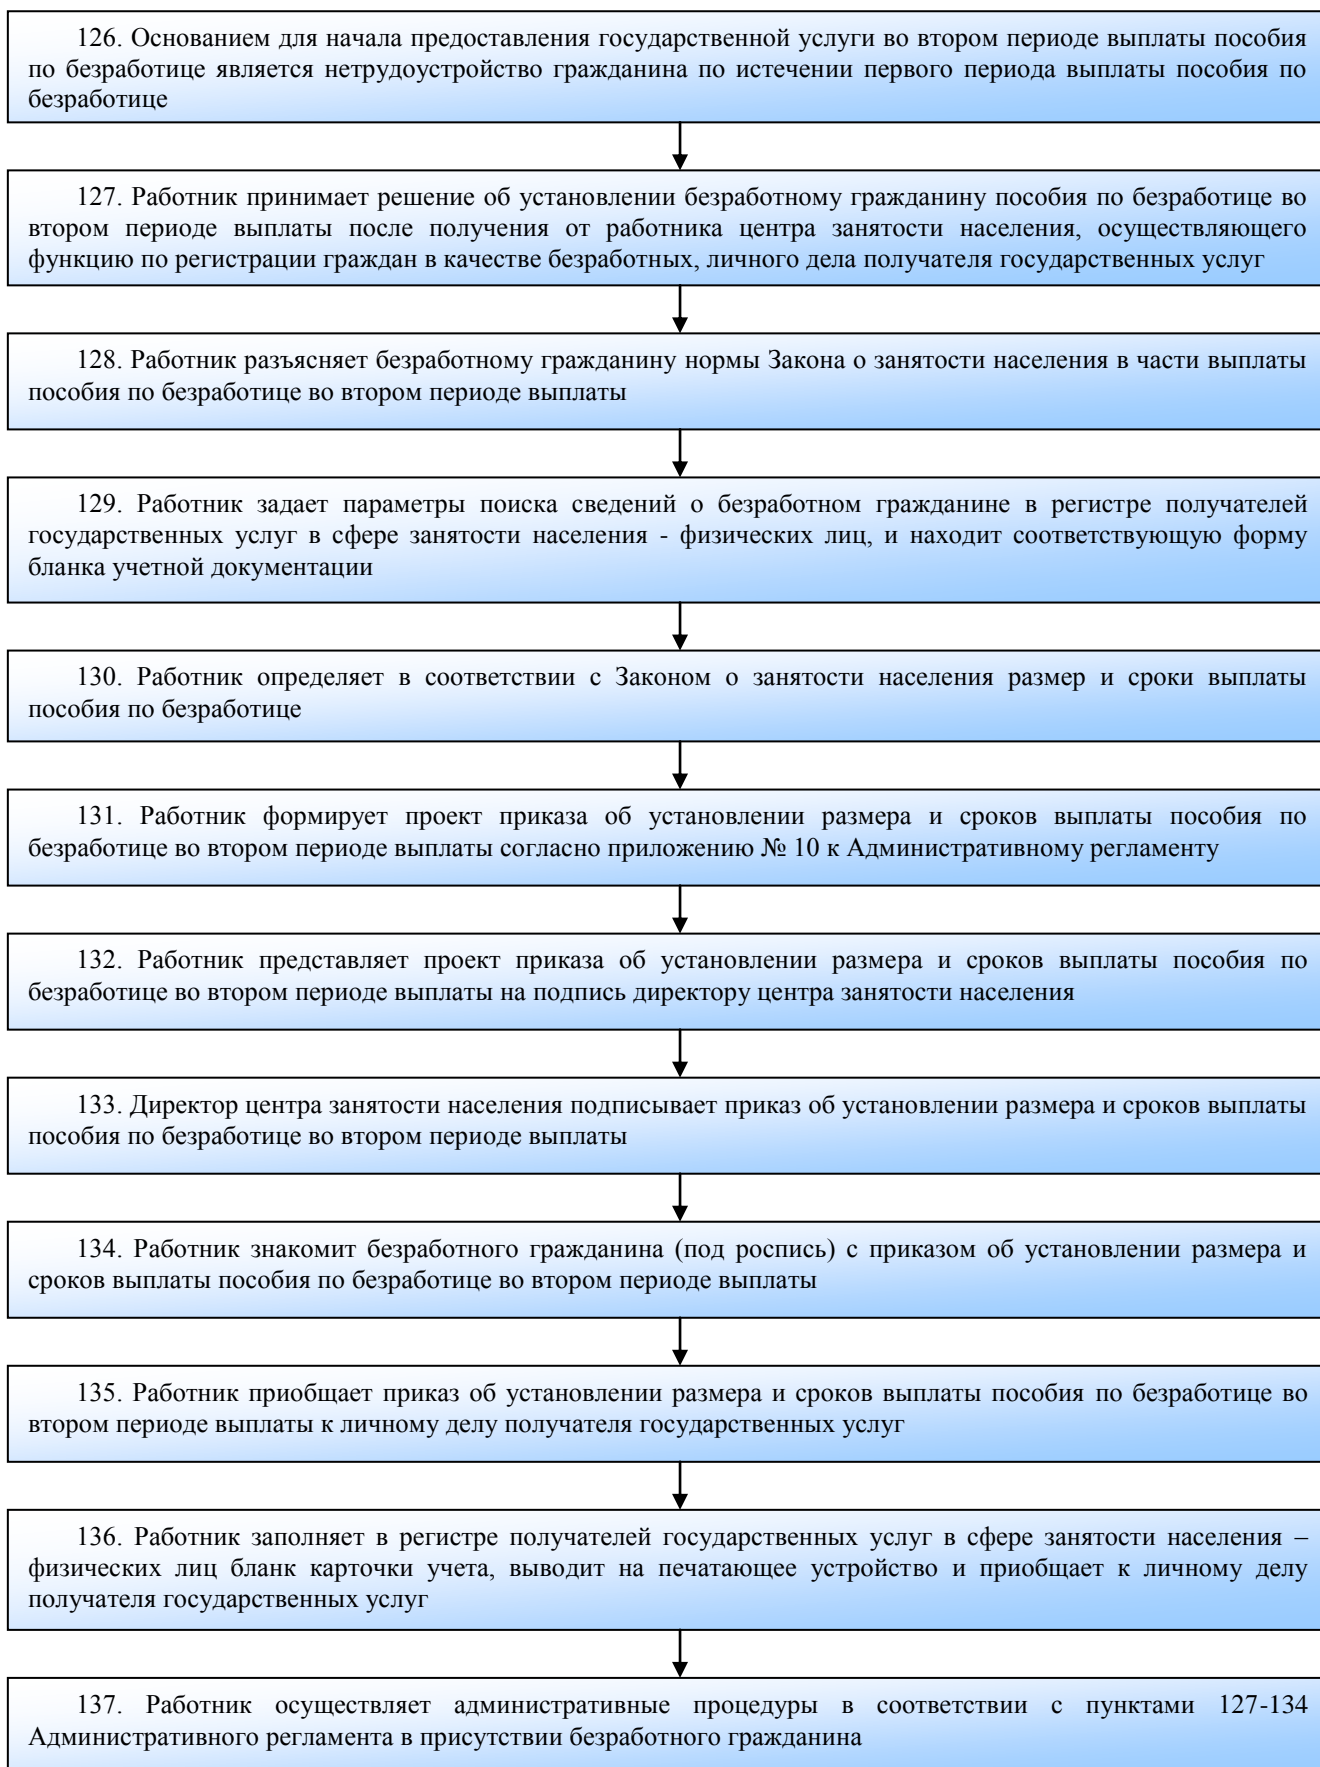 126. Основанием для начала предоставления государственной услуги во втором периоде выплаты пособия
по безработице является нетрудоустройство гражданина по истечении первого периода выплаты пособия по
безработице
127. Работник принимает решение об установлении безработному гражданину пособия по безработице во
втором периоде выплаты после получения от работника центра занятости населения, осуществляющего
функцию по регистрации граждан в качестве безработных, личного дела получателя государственных услуг
128. Работник разъясняет безработному гражданину нормы Закона о занятости населения в части выплаты
пособия по безработице во втором периоде выплаты
129. Работник задает параметры поиска сведений о безработном гражданине в регистре получателей
государственных услуг в сфере занятости населения - физических лиц, и находит соответствующую форму
бланка учетной документации
130. Работник определяет в соответствии с Законом о занятости населения размер и сроки выплаты
пособия по безработице
131. Работник формирует проект приказа об установлении размера и сроков выплаты пособия по
безработице во втором периоде выплаты согласно приложению № 10 к Административному регламенту
132. Работник представляет проект приказа об установлении размера и сроков выплаты пособия по
безработице во втором периоде выплаты на подпись директору центра занятости населения
133. Директор центра занятости населения подписывает приказ об установлении размера и сроков выплаты
пособия по безработице во втором периоде выплаты
134. Работник знакомит безработного гражданина (под роспись) с приказом об установлении размера и
сроков выплаты пособия по безработице во втором периоде выплаты
135. Работник приобщает приказ об установлении размера и сроков выплаты пособия по безработице во
втором периоде выплаты к личному делу получателя государственных услуг
136. Работник заполняет в регистре получателей государственных услуг в сфере занятости населения –
физических лиц бланк карточки учета, выводит на печатающее устройство и приобщает к личному делу
получателя государственных услуг
137. Работник осуществляет административные процедуры в соответствии с пунктами 127-134
Административного регламента в присутствии безработного гражданина